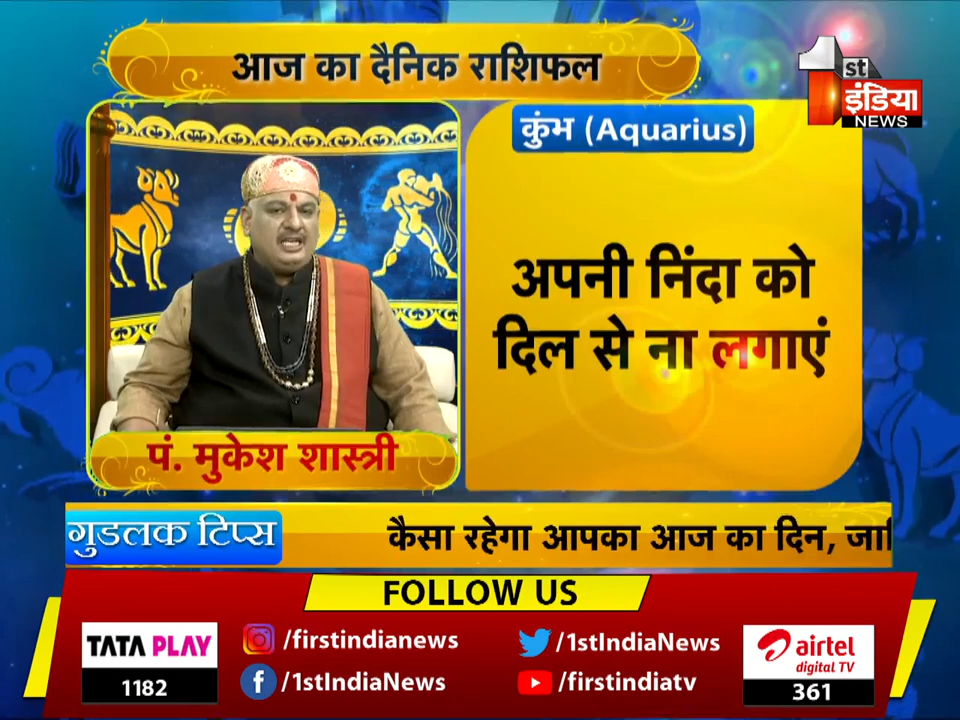 आज का दैनिक राशिफल
1st
इंडिया
NEWS
कुंभ (Aquarius)
अपनी निंदा को
दिल से ना लगाएं
पं. मुकेश शास्त्री
गुडलक टिप्स
कैसा रहेगा आपका आज का दिन,
FOLLOW US
TATA PLAY
1182
/firstindianews
/1stIndiaNews
/1stIndiaNews
/firstindiatv
airtel
digital TV
361